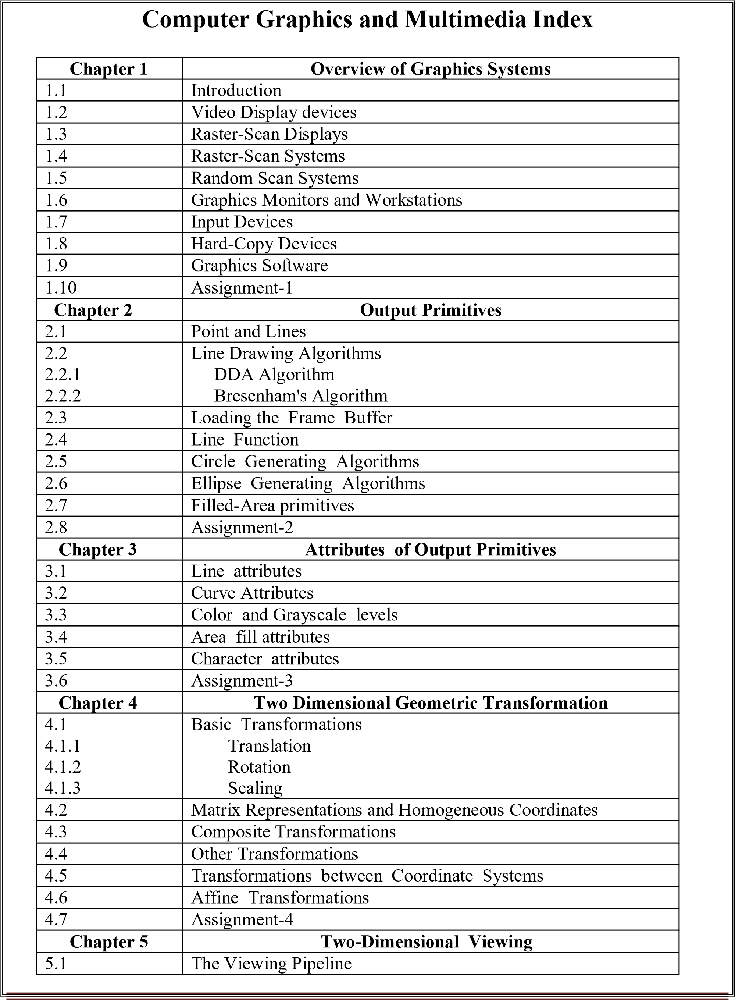 Computer Graphics and Multimedia Index
Chapter 1 Overview of Graphics Systems
1.1 Introduction
1.2 Video Display devices
1.3 Raster-Scan Displays
1.4 Raster-Scan Systems
1.5 Random Scan Systems
1.6 Graphics Monitors and Workstations
1.7 Input Devices
1.8 Hard-Copy Devices
1.9 Graphics Software
1.10 Assignment-1
Chapter 2 Output Primitives
2.1 Point and Lines
2.2 Line Drawing Algorithms
2.2.1 DDA Algorithm
2.2.2 Bresenham's Algorithm
2.3 Loading the Frame Buffer
2.4 Line Function
2.5 Circle Generating Algorithms
2.6 Ellipse Generating Algorithms
2.7 Filled-Area primitives
2.8 Assignment-2
Chapter 3 Attributes of Output Primitives
3.1 Line attributes
3.2 Curve Attributes
3.3 Color and Grayscale levels
3.4 Area fill attributes
3.5 Character attributes
3.6 Assignment-3
Chapter 4 Two Dimensional Geometric Transformation
4.1 Basic Transformations
4.1.1 Translation
4.1.2 Rotation
4.1.3 Scaling
4.2 Matrix Representations and Homogeneous Coordinates
4.3 Composite Transformations
4.4 Other Transformations
4.5 Transformations between Coordinate Systems
4.6 Affine Transformations
4.7 Assignment-4
Chapter 5 Two-Dimensional Viewing
5.1 The Viewing Pipeline